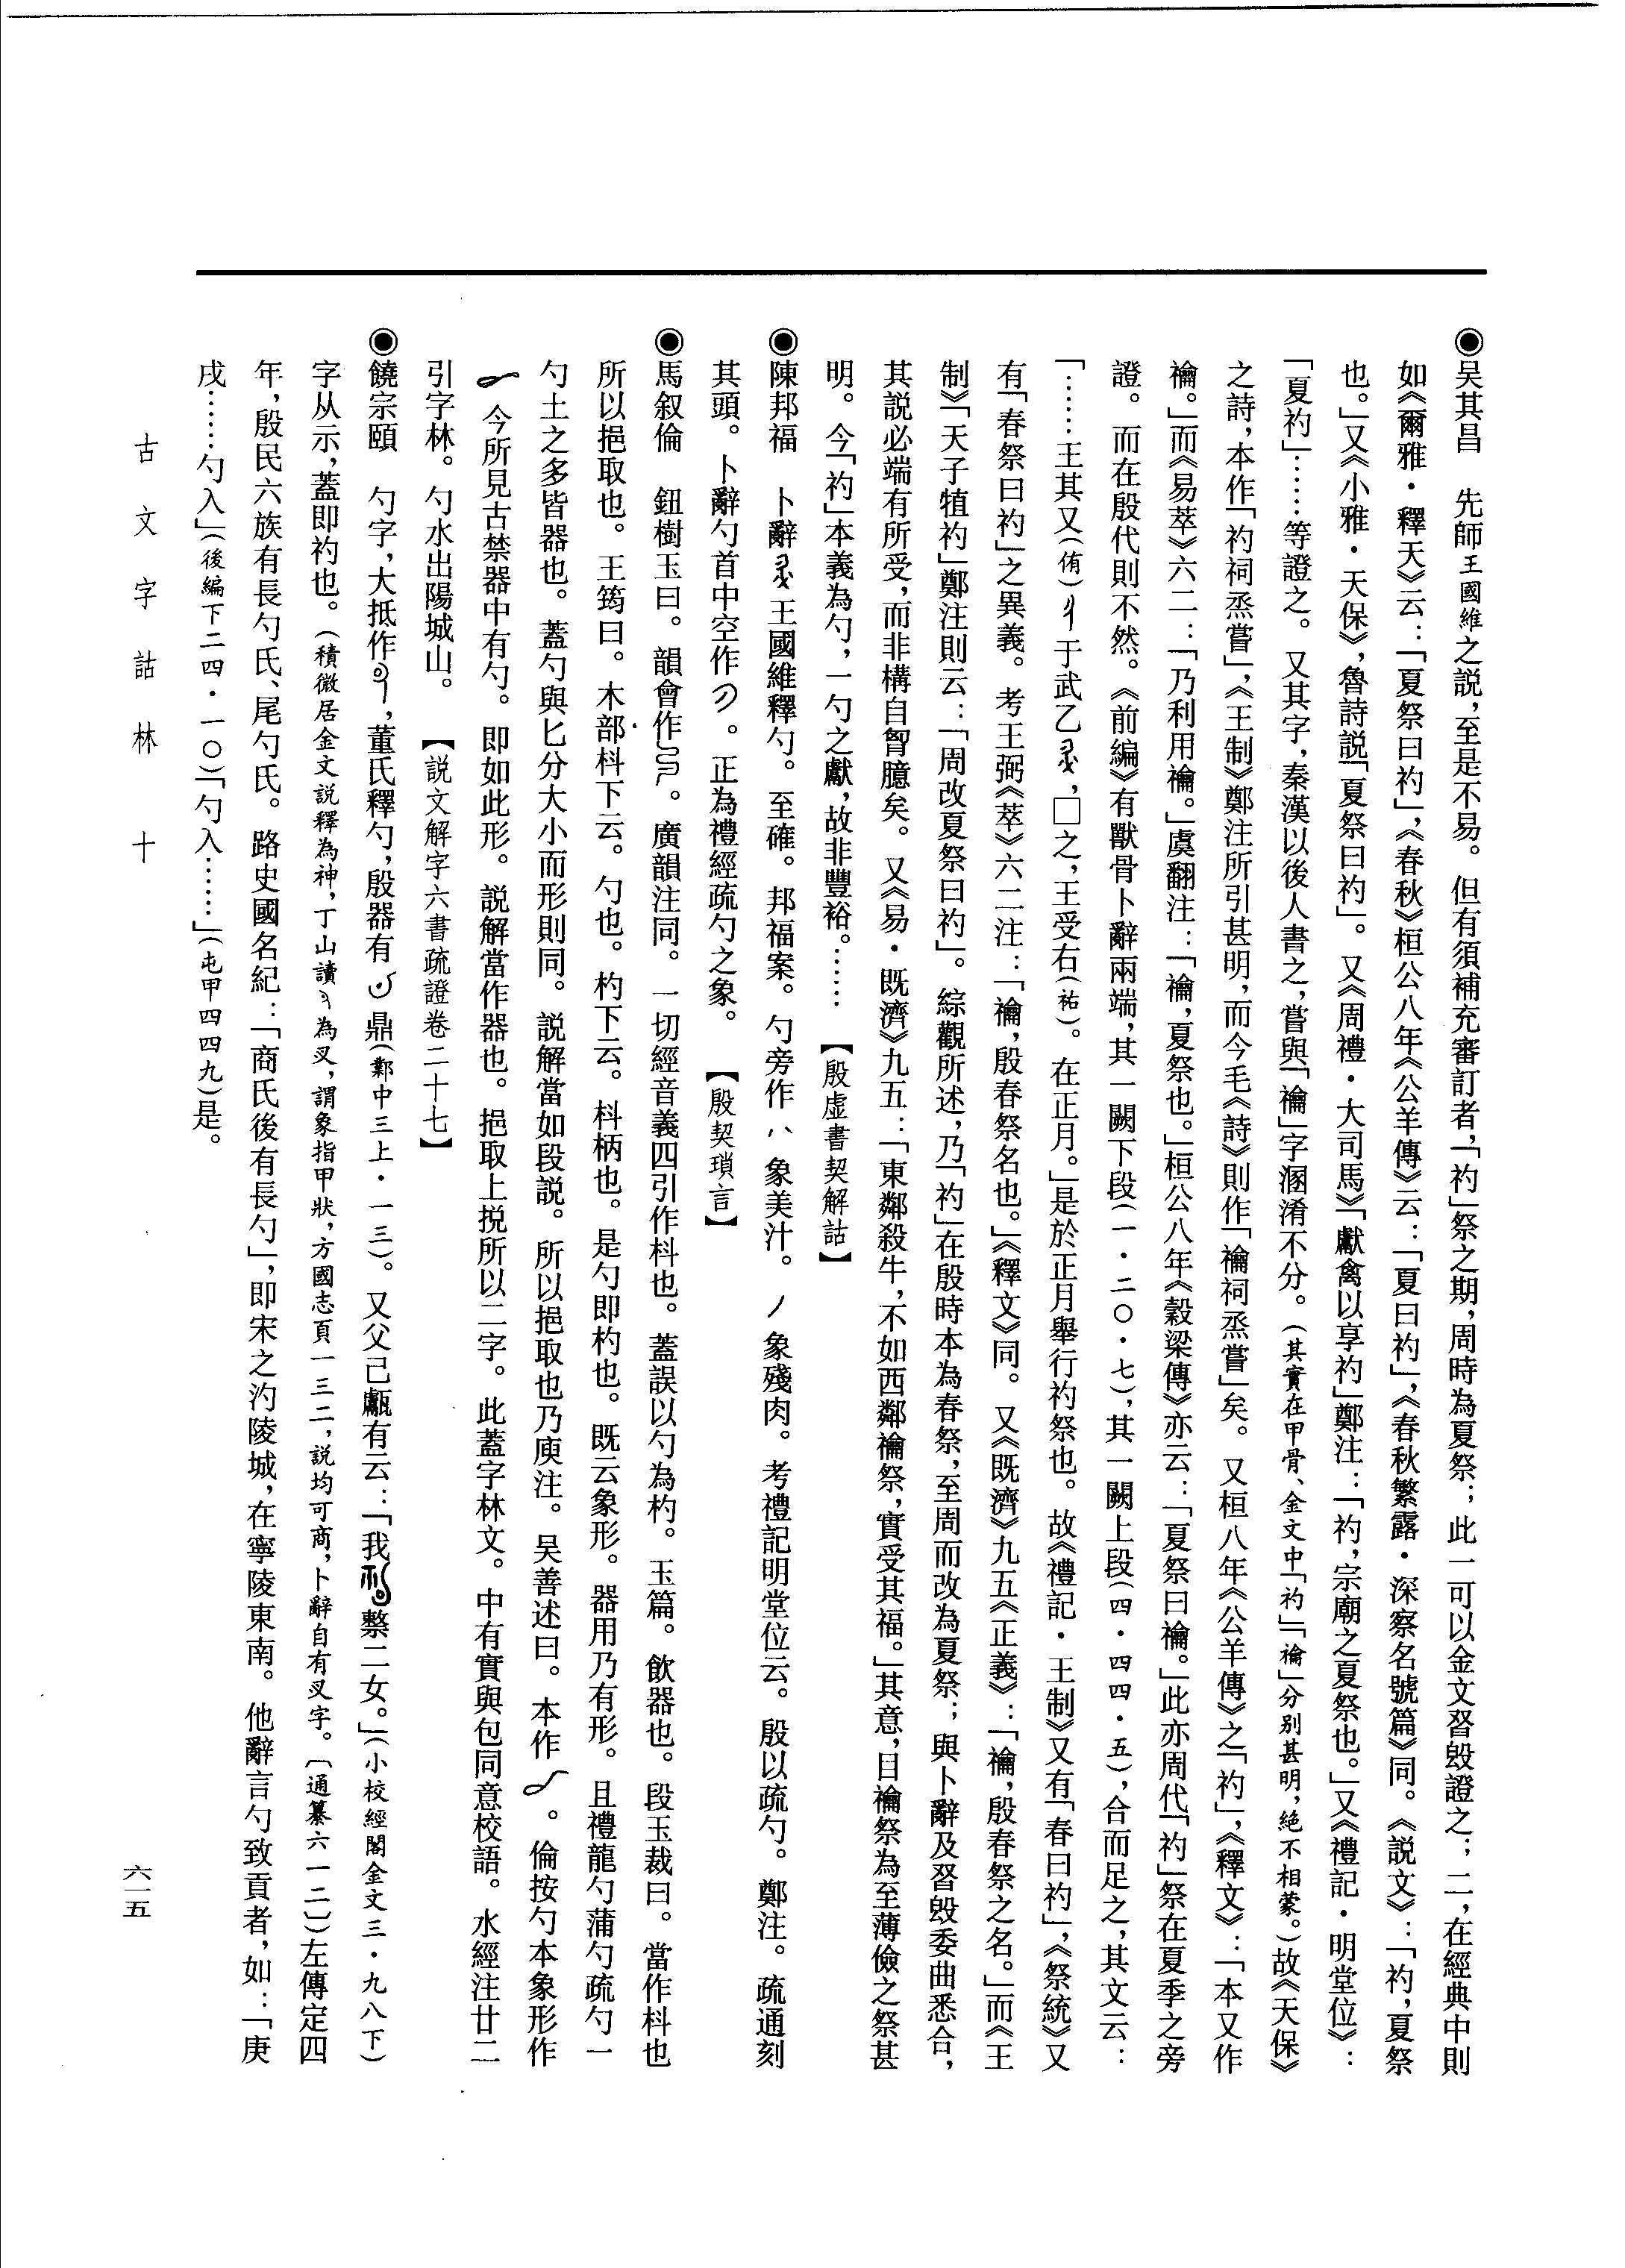 ◉吴其昌　先師王國維之説，至是不易。但有須補充審訂者，「礿」祭之期，周時為夏祭；此一可以金文習𣪘證之；二，在經典中則
如《爾雅·釋天》云：「夏祭曰礿」，《春秋》桓公八年《公羊傳》云：「夏曰礿」，《春秋繁露·深察名號篇》同。《説文》：「礿，夏祭
也。」又《小雅·天保》，魯詩説「夏祭曰礿」。又《周禮·大司馬》「獻禽以享礿」鄭注：「礿，宗廟之夏祭也。」又《禮記·明堂位》：
「夏礿」……等證之。又其字，秦漢以後人書之，嘗與「禴」字溷淆不分。（其實在甲骨、金文中「礿」「禴」分别甚明，絶不相蒙。）故《天保》
之詩，本作「礿祠烝嘗」，《王制》鄭注所引甚明，而今毛《詩》則作「禴祠烝嘗」矣。又桓八年《公羊傳》之「礿」，《釋文》：「本又作
禴。」而《易萃》六二：「乃利用禴。」虞翻注：「禴，夏祭也。」桓公八年《穀梁傳》亦云：「夏祭曰禴。」此亦周代「礿」祭在夏季之旁
證。而在殷代則不然。《前編》有獸骨卜辭兩端，其一闕下段（一·二〇·七），其一闕上段（四·四四·五），合而足之，其文云：
「……王其又（侑）于武乙，□之，王受右（祐）。在正月。」是於正月舉行礿祭也。故《禮記·王制》又有「春曰礿」，《祭統》又
有「春祭曰礿」之異義。考王弼《萃》六二注：「禴，殷春祭名也。」《釋文》同。又《既濟》九五《正義》：「禴，殷春祭之名。」而《王
制》「天子犆礿」鄭注則云：「周改夏祭曰礿」。綜觀所述，乃「礿」在殷時本為春祭，至周而改為夏祭；與卜辭及習𣪘委曲悉合，
其説必端有所受，而非構自胷臆矣。又《易·既濟》九五：「東鄰殺牛，不如西鄰禴祭，實受其福。」其意，目禴祭為至薄儉之祭甚
明。今「礿」本義為勺，一勺之獻，故非豐裕。……　【殷虛書契解詁】
◉陳邦福　卜辭王國維釋勺。至確。邦福案。勺旁作八象羙汁。丿象殘肉。考禮記明堂位云。殷以疏勺。鄭注。疏通刻
其頭。卜辭勺首中空作。正為禮經疏勺之象。　【殷契瑣言】
◉馬叙倫　鈕樹玉曰。韻會作。廣韻注同。一切經音義四引作枓也。蓋誤以勺為杓。玉篇。飲器也。段玉裁曰。當作枓也
所以挹取也。王筠曰。木部枓下云。勺也。杓下云。枓柄也。是勺即杓也。既云象形。器用乃有形。且禮龍勺蒲勺疏勺一
勺土之多皆器也。蓋勺與匕分大小而形則同。説解當如段説。所以挹取也乃庾注。吴善述曰。本作。倫按勺本象形作
今所見古禁器中有勺。即如此形。説解當作器也。挹取上挩所以二字。此蓋字林文。中有實與包同意校語。水經注廿二
引字林。勺水出陽城山。　【説文解字六書疏證卷二十七】
◉饒宗頤　勺字，大抵作，董氏釋勺，殷器有鼎（鄴中三上·一三）。又父己甗有云：「我𣪠二女。」（小校經閣金文三·九八下）
字从示，蓋即礿也。（積微居金文説釋為神，丁山讀為叉，謂象指甲狀，方國志頁一三二，説均可商，卜辭自有叉字。〔通纂六一二〕）左傳定四
年，殷民六族有長勺氏、尾勺氏。路史國名紀：「商氏後有長勺」，即宋之汋陵城，在寧陵東南。他辭言勺致貢者，如：「庚
戌……勺入」（後編下二四·一〇）「勺入……」（屯甲四四九）是。
古文字詁林　十
六一五